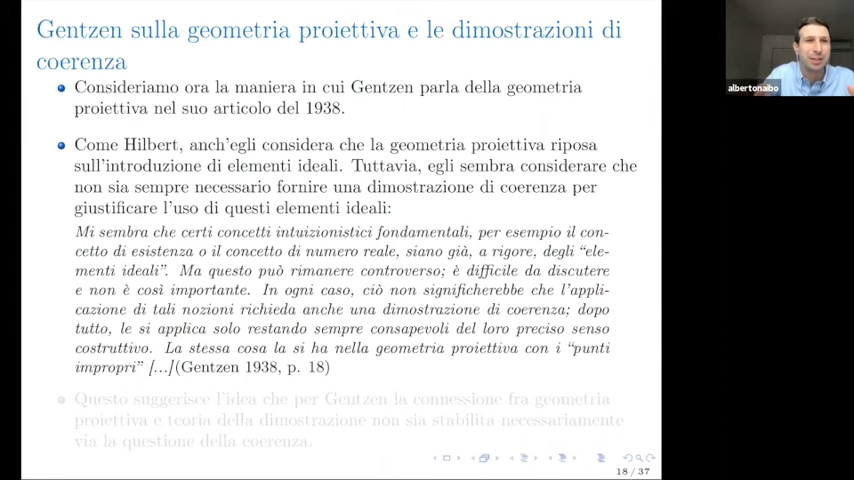 Gentzen sulla geometria proiettiva e le dimostrazioni di
coerenza
Consideriamo ora la maniera in cui Gentzen parla della geometria
proiettiva nel suo articolo del 1938.
Come Hilbert, anch'egli considera che la geometria proiettiva riposa
sull'introduzione di elementi ideali. Tuttavia, egli sembra considerare che
non sia sempre necessario fornire una dimostrazione di coerenza per
giustificare l'uso di questi elementi ideali:
Mi sembra che certi concetti intuizionistici fondamentali, per esempio il con-
cetto di esistenza o il concetto di numero reale, siano già, a rigore, degli "ele-
menti ideali". Ma questo può rimanere controverso; è difficile da discutere
e non è così importante. In ogni caso, ciò non significherebbe che l'appli-
cazione di tali nozioni richieda anche una dimostrazione di coerenza; dopo
tutto, le si applica solo restando sempre consapevoli del loro preciso senso
costruttivo. La stessa cosa la si ha nella geometria proiettiva con i "punti
impropri" [...](Gentzen 1938, p. 18)
Questo suggerisce l'idea che per Gentzen la connessione fra geometria
proiettiva e teoria della dimostrazione non sia stabilita necessariamente
via la questione della coerenza.
18 / 37
albertonaibo